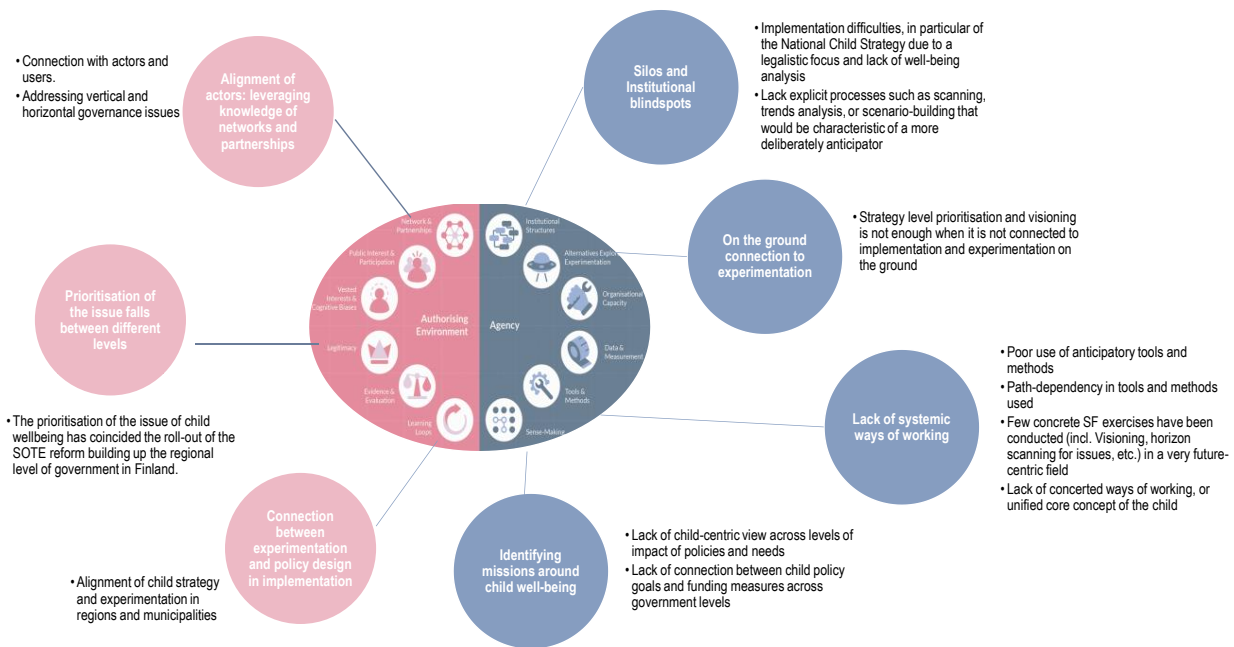 • Connection with actors and
users.
• Addressing vertical and
horizontal governance issues
Alignment of
actors: leveraging
knowledge of
networks and
partnerships
Silos and
Institutional
blindspots
• Implementation difficulties, in particular of
the National Child Strategy due to a
legalistic focus and lack of well-being
analysis
• Lack explicit processes such as scanning,
trends analysis, or scenario-building that
would be characteristic of a more
deliberately anticipator
On the ground
connection to
experimentation
• Strategy level prioritisation and visioning
is not enough when it is not connected to
implementation and experimentation on
the ground
Prioritisation of
the issue falls
between different
levels
• The prioritisation of the issue of child
wellbeing has coincided the roll-out of the
SOTE reform building up the regional
level of government in Finland.
Network &
Partnerships
Public Interest &
Participation
Vested
Interests &
Cognitive Biases
Legitimacy
Evidence &
Evaluation
Learning
Loops
Authorising
Environment
Agency
Institutional
Structures
Alternatives Explor
Experimentation
Organisational
Capacity
Data &
Measurement
Tools &
Methods
Sense-Making
Lack of systemic
ways of working
• Poor use of anticipatory tools and
methods
• Path-dependency in tools and methods
used
• Few concrete SF exercises have been
conducted (incl. Visioning, horizon
scanning for issues, etc.) in a very future-
centric field
• Lack of concerted ways of working, or
unified core concept of the child
Connection
between
experimentation
and policy design
in implementation
• Alignment of child strategy
and experimentation in
regions and municipalities
Identifying
missions around
child well-being
• Lack of child-centric view across levels of
impact of policies and needs
• Lack of connection between child policy
goals and funding measures across
government levels